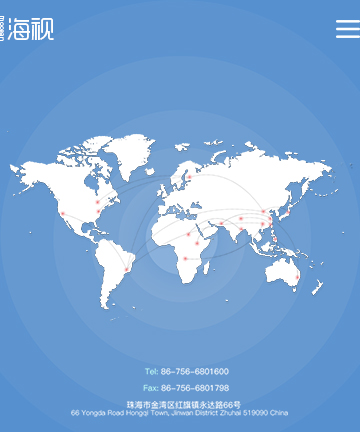 海视
Tel: 86-756-6801600
Fax: 86-756-6801798
珠海市金湾区红旗镇永达路66号
66 Yongda Road Hongqi Town, Jinwan District Zhuhai 519090 China